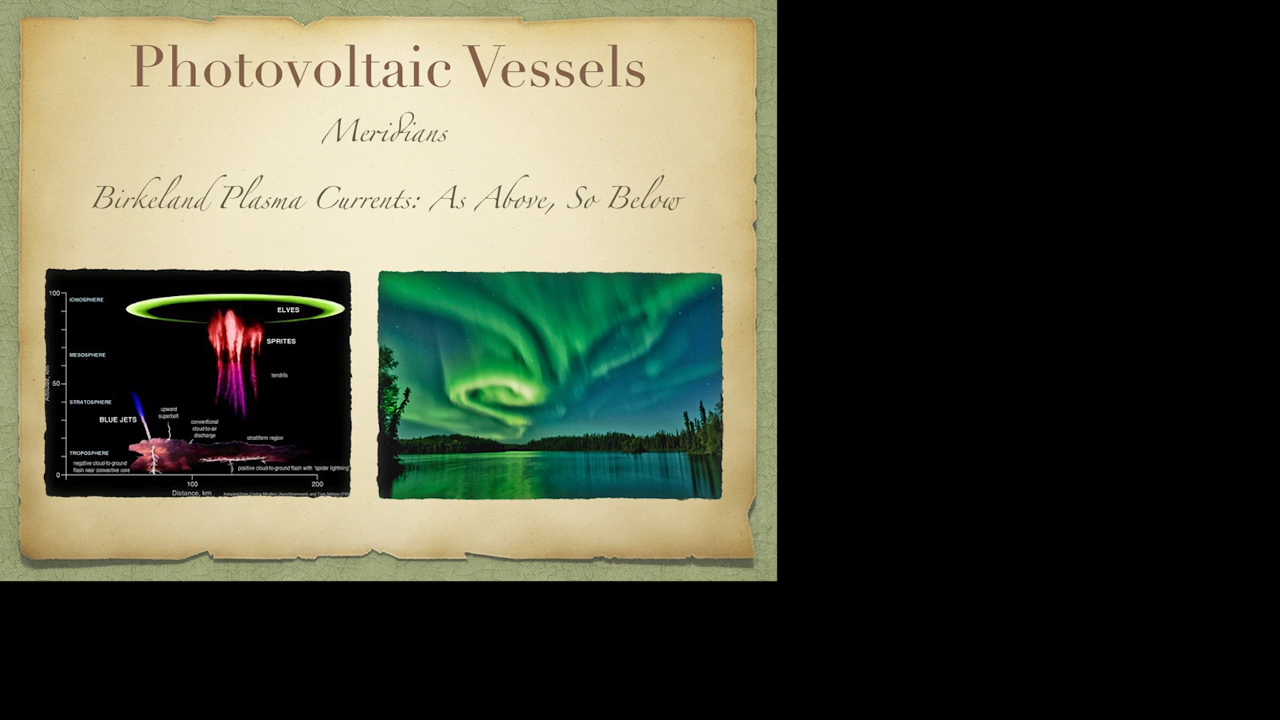 Photovoltaic Vessels
Meridians
Birkeland Plasma Currents: As Above, So Below
100
IONOSPHERE
ELVES
SPRITES
MESOSPHERE
tendrils
50
Altitude, km
STRATOSPHERE
BLUE JETS
upward
superbolt
conventional
cloud-to-air
discharge
stratiform region
TROPOSPHERE
negative cloud-to-ground
flash near convective core
positive cloud-to-ground flash with "spider lightning"
0
100
200
Distance, km